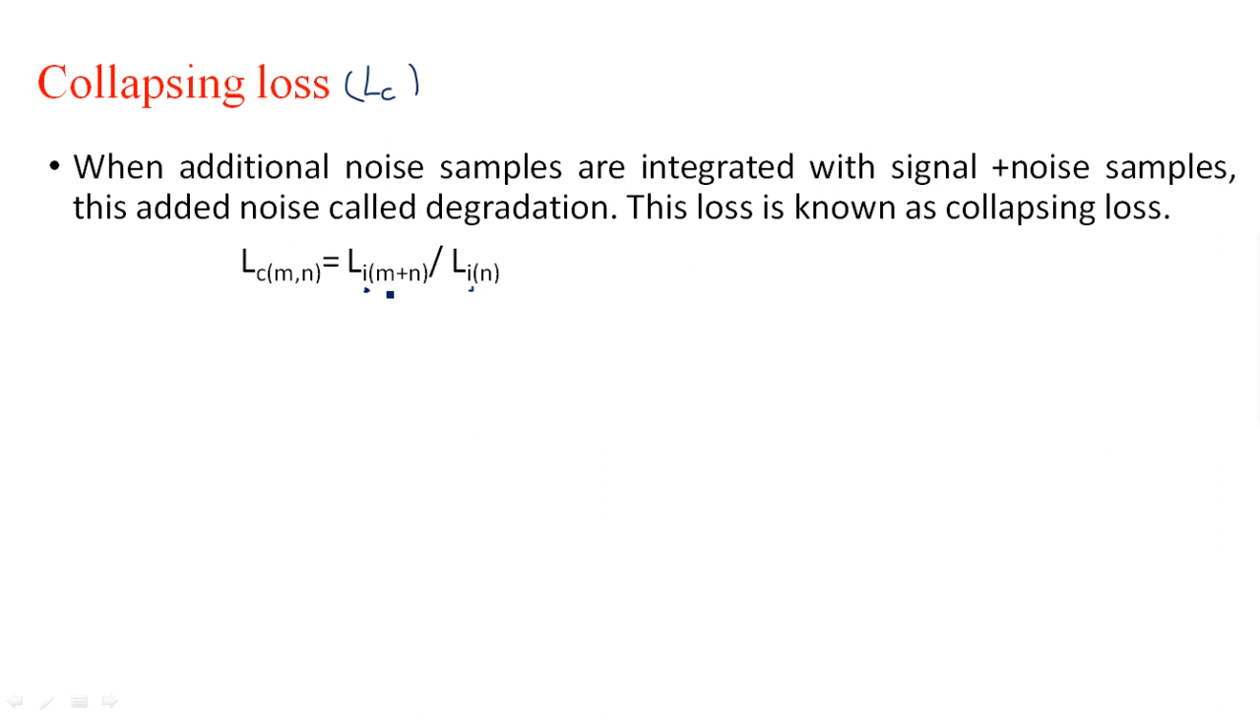 Collapsing loss (Lc)
• When additional noise samples are integrated with signal +noise samples,
this added noise called degradation. This loss is known as collapsing loss.
Lc(m,n)= Li(m+n)/ Li(n)